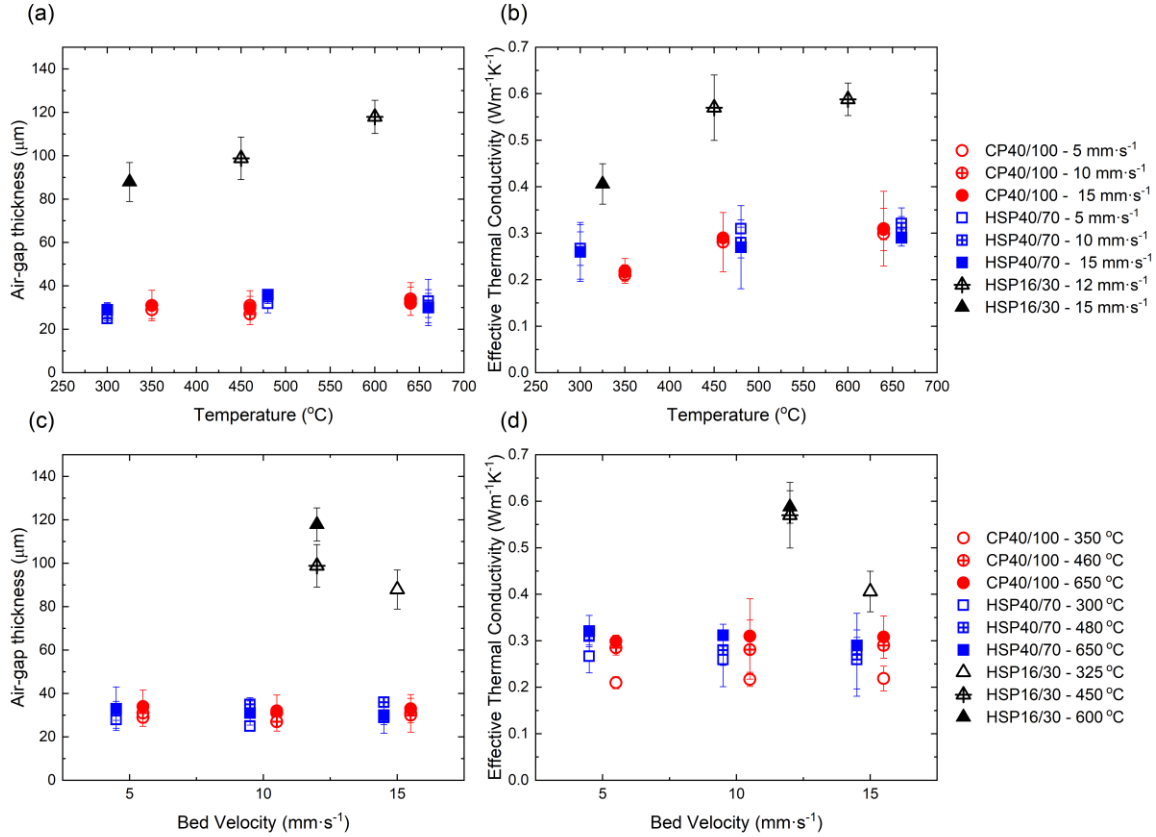 (a)
Air-gap thickness (μm)
140
120
100
80
60
40
20
0
250 300 350 400 450 500 550 600 650 700
Temperature (°C)
(b)
Effective Thermal Conductivity (Wm⁻¹K⁻¹)
0.7
0.6
0.5
0.4
0.3
0.2
0.1
0.0
250 300 350 400 450 500 550 600 650 700
Temperature (°C)
CP40/100 - 5 mm·s⁻¹
CP40/100 - 10 mm·s⁻¹
CP40/100 - 15 mm·s⁻¹
HSP40/70 - 5 mm·s⁻¹
HSP40/70 - 10 mm·s⁻¹
HSP40/70 - 15 mm·s⁻¹
HSP16/30 - 12 mm·s⁻¹
HSP16/30 - 15 mm·s⁻¹
(c)
Air-gap thickness (μm)
140
120
100
80
60
40
20
0
5 10 15
Bed Velocity (mm·s⁻¹)
(d)
Effective Thermal Conductivity (Wm⁻¹K⁻¹)
0.7
0.6
0.5
0.4
0.3
0.2
0.1
0.0
5 10 15
Bed Velocity (mm·s⁻¹)
CP40/100 - 350 °C
CP40/100 - 460 °C
CP40/100 - 650 °C
HSP40/70 - 300 °C
HSP40/70 - 480 °C
HSP40/70 - 650 °C
HSP16/30 - 325 °C
HSP16/30 - 450 °C
HSP16/30 - 600 °C